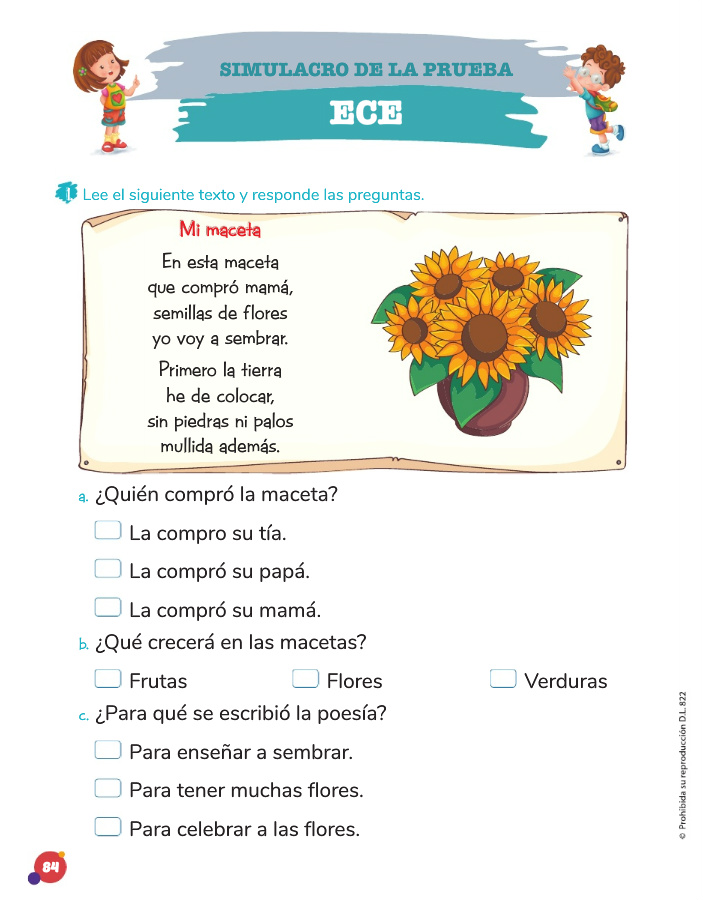 SIMULACRO DE LA PRUEBA
ECE
1 Lee el siguiente texto y responde las preguntas.
Mi maceta
En esta maceta
que compró mamá,
semillas de flores
yo voy a sembrar.
Primero la tierra
he de colocar,
sin piedras ni palos
mullida además.
a. ¿Quién compró la maceta?
La compro su tía.
La compró su papá.
La compró su mamá.
b. ¿Qué crecerá en las macetas?
Frutas Flores Verduras
c. ¿Para qué se escribió la poesía?
Para enseñar a sembrar.
Para tener muchas flores.
Para celebrar a las flores.
© Prohibida su reproducción D.L. 822
84